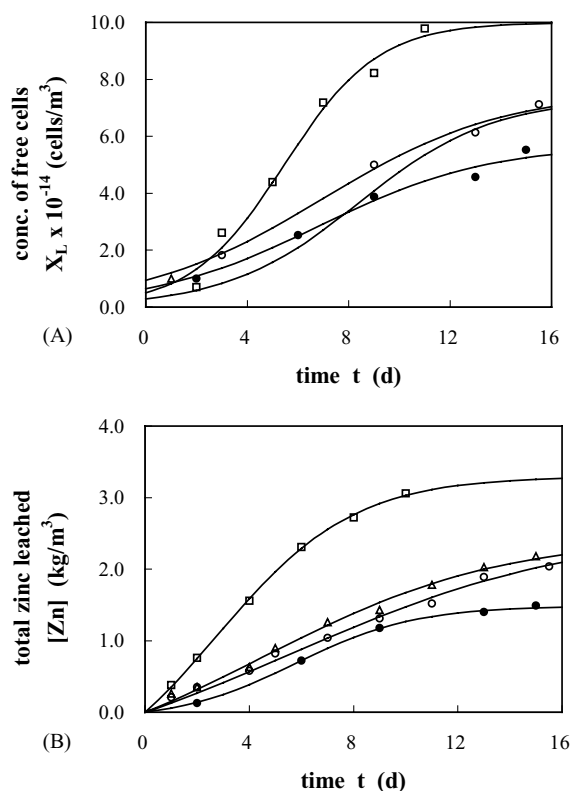 10.0
8.0
6.0
4.0
2.0
0.0
conc. of free cells
X_L x 10^-14 (cells/m^3)
0 4 8 12 16
(A)
time t (d)
4.0
3.0
2.0
1.0
0.0
total zinc leached
[Zn] (kg/m^3)
0 4 8 12 16
(B)
time t (d)